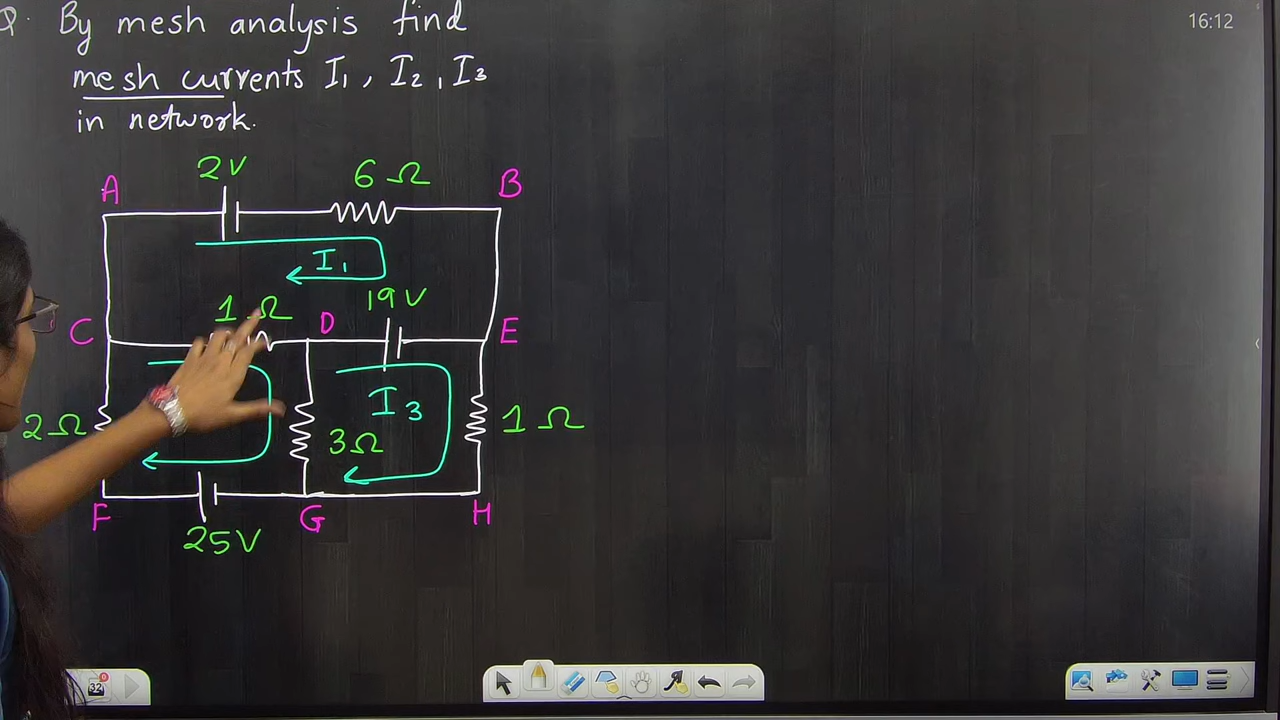 Q. By mesh analysis find
mesh currents I1, I2, I3
in network.
16:12
2V
6 Ω
A
B
I1
1 Ω
19V
C
D
E
I3
2Ω
3Ω
1 Ω
F
G
H
25V
32